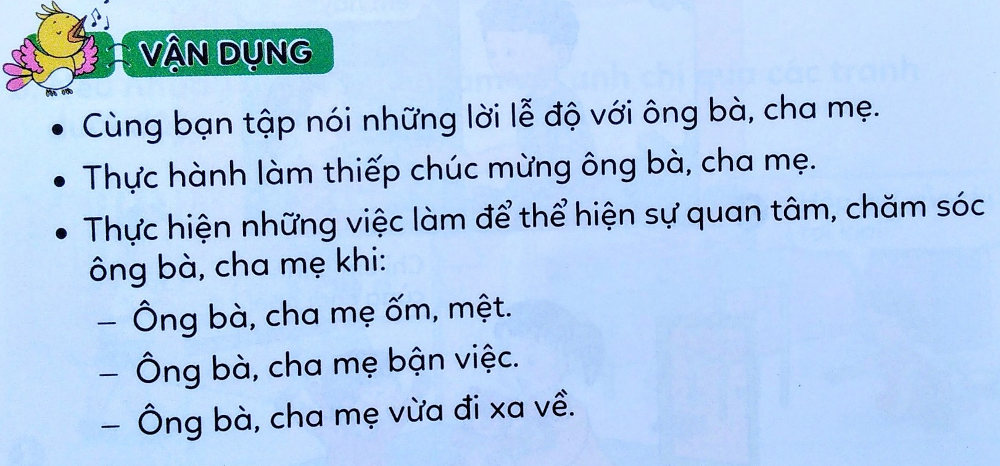 VẬN DỤNG
• Cùng bạn tập nói những lời lễ độ với ông bà, cha mẹ.
• Thực hành làm thiếp chúc mừng ông bà, cha mẹ.
• Thực hiện những việc làm để thể hiện sự quan tâm, chăm sóc
ông bà, cha mẹ khi:
– Ông bà, cha mẹ ốm, mệt.
– Ông bà, cha mẹ bận việc.
– Ông bà, cha mẹ vừa đi xa về.